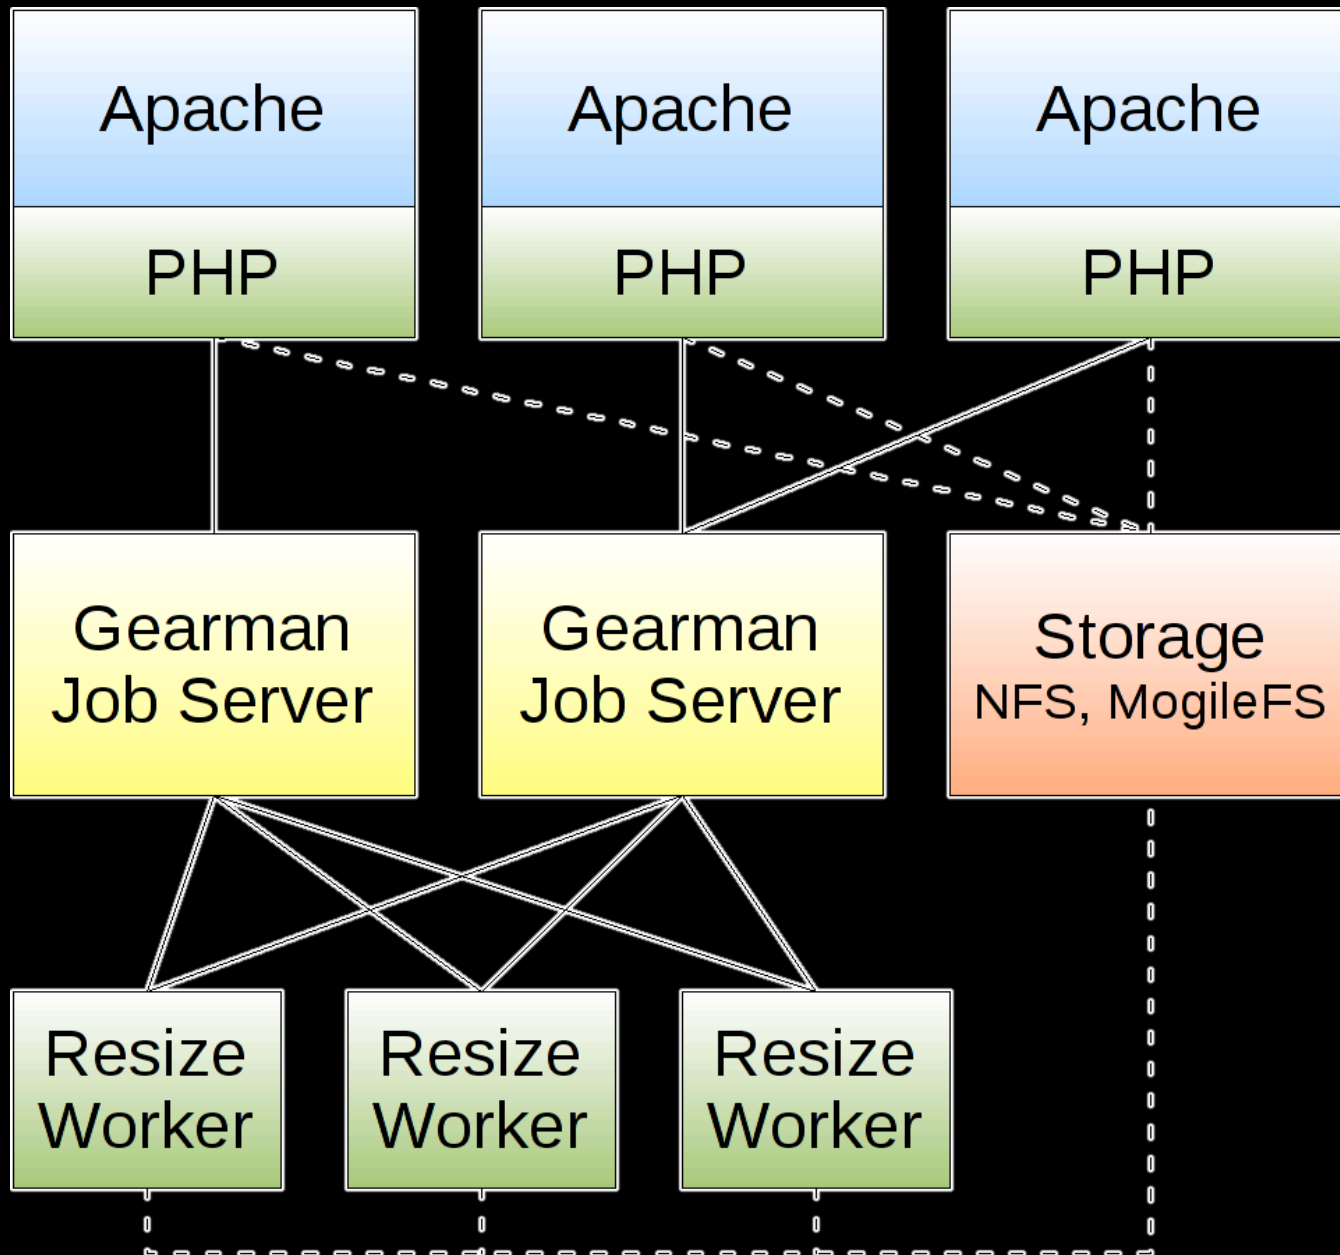 Apache
Apache
Apache
PHP
PHP
PHP
Gearman
Job Server
Gearman
Job Server
Storage
NFS, MogileFS
Resize
Worker
Resize
Worker
Resize
Worker